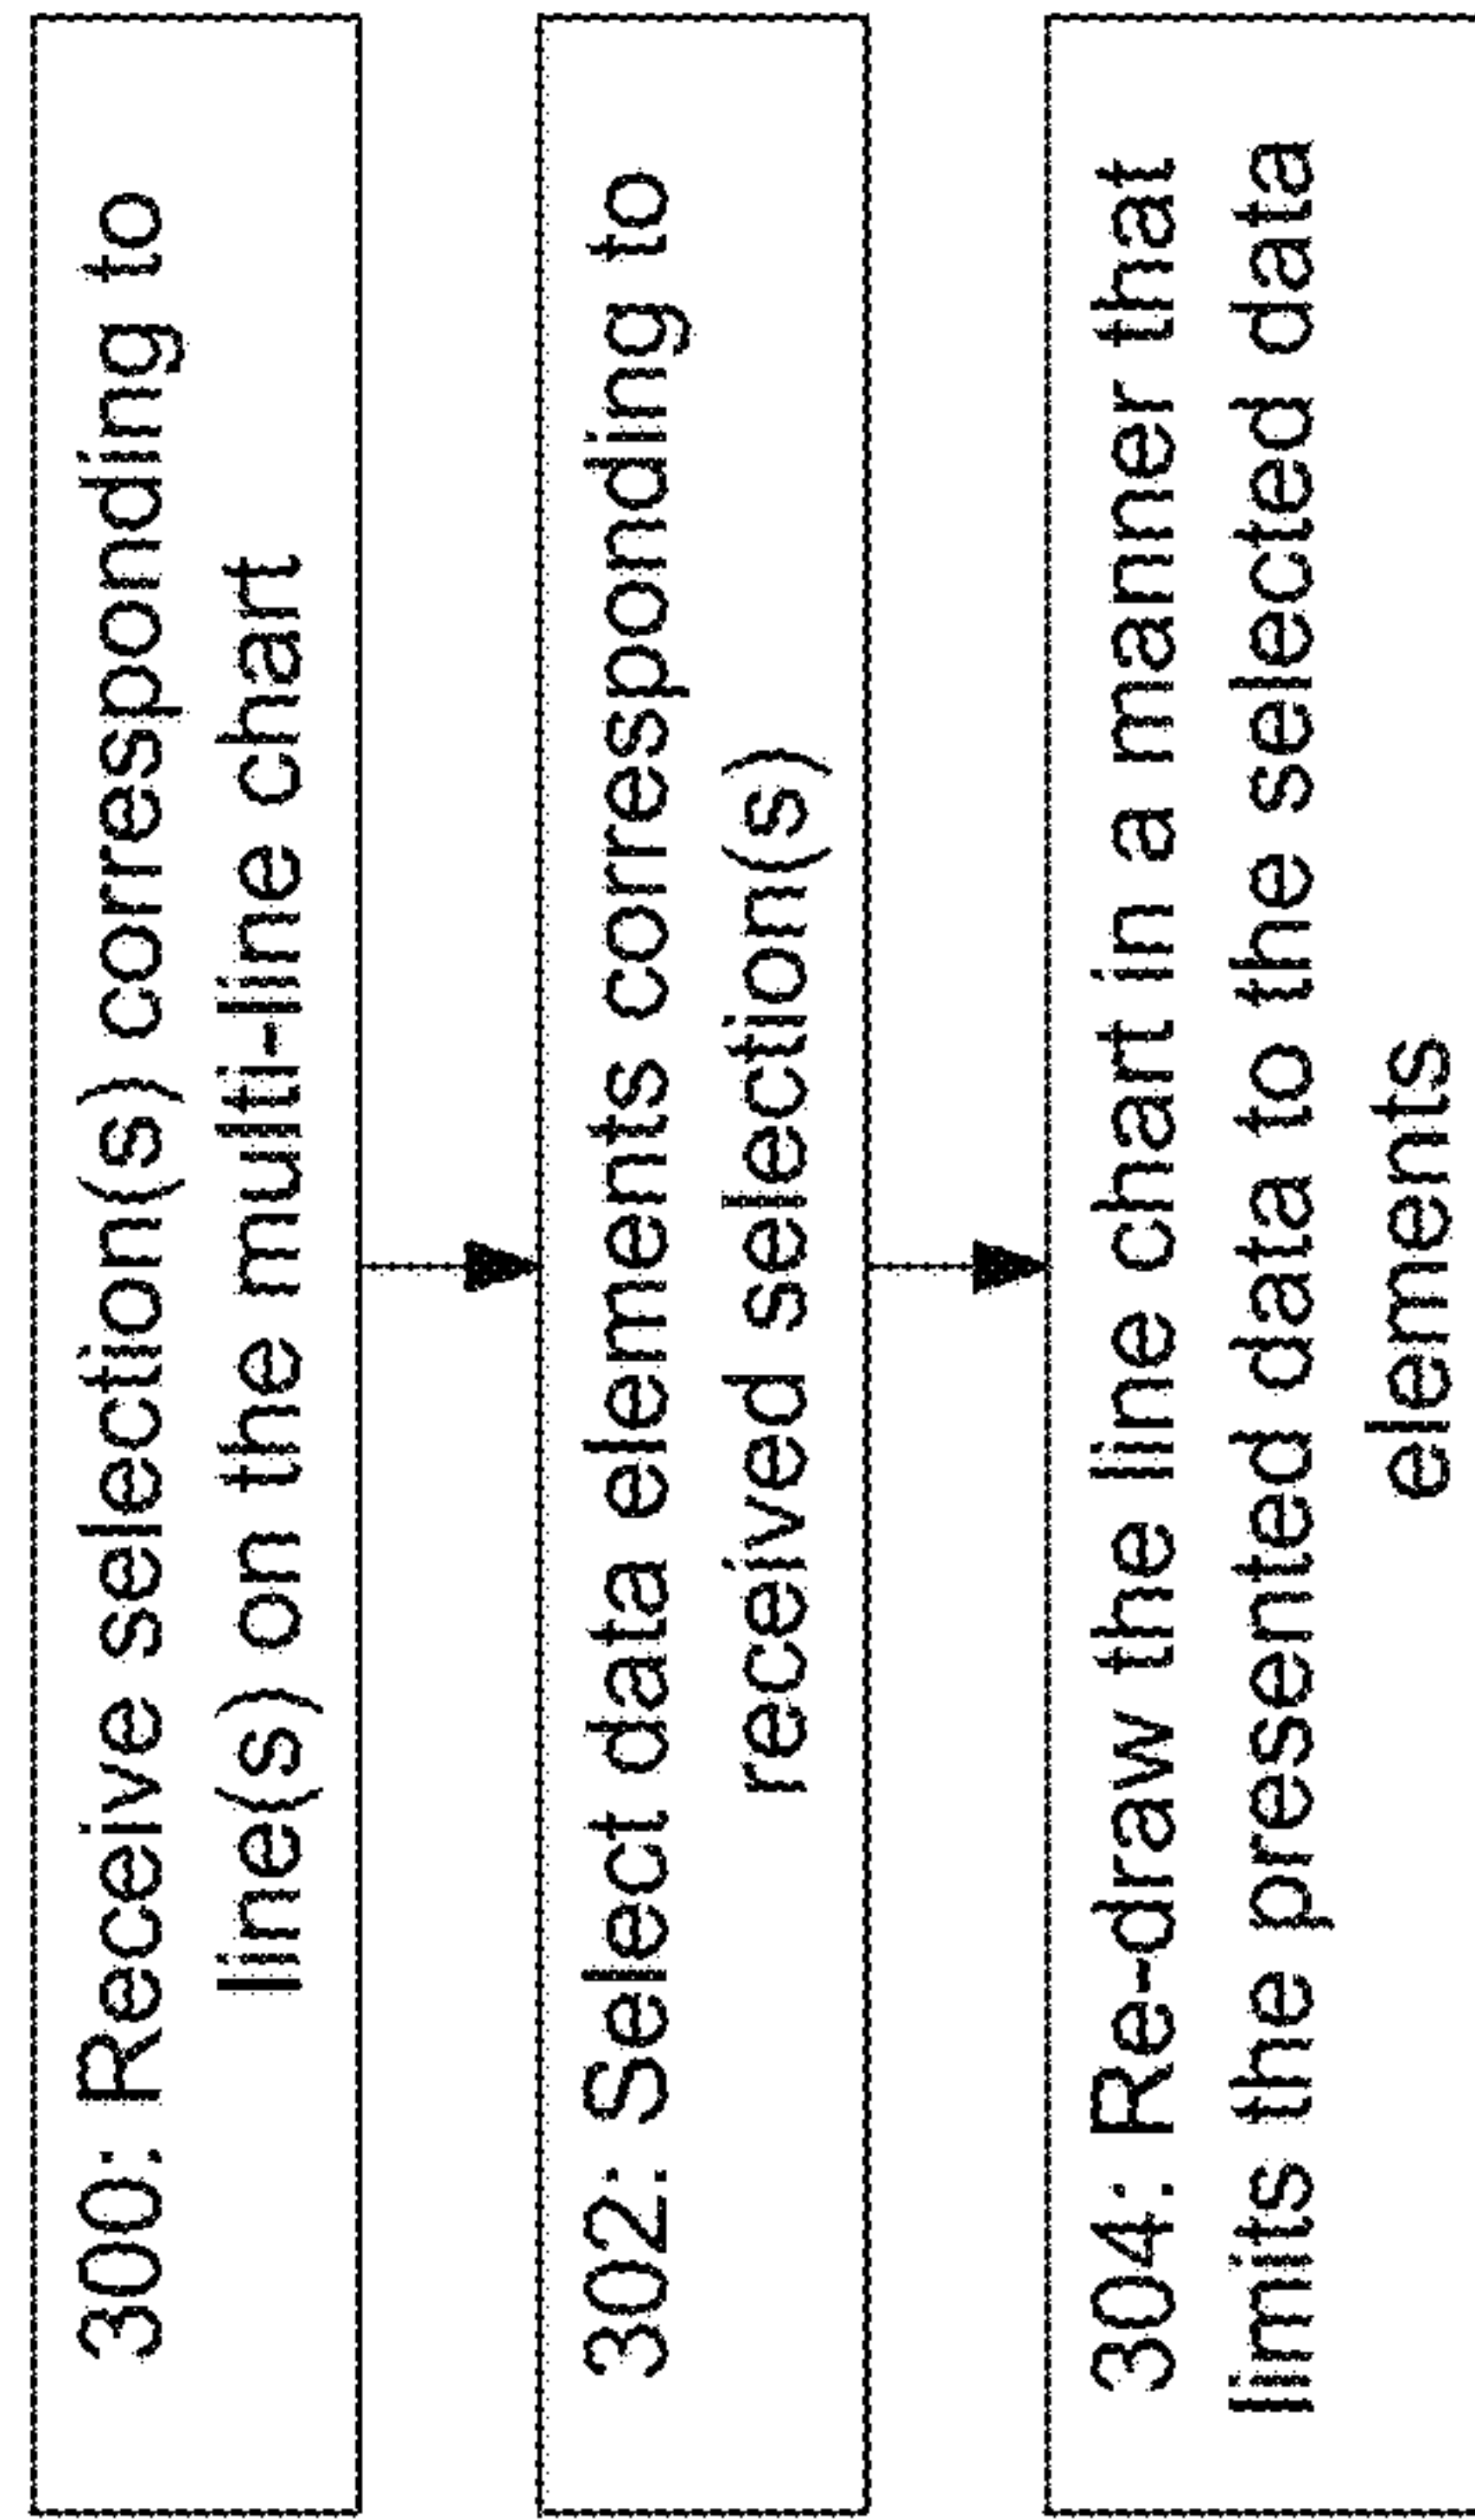 300: Receive selection(s) corresponding to
line(s) on the multi-line chart
302: Select data elements corresponding to
received selection(s)
304: Re-draw the line chart in a manner that
limits the presented data to the selected data
elements